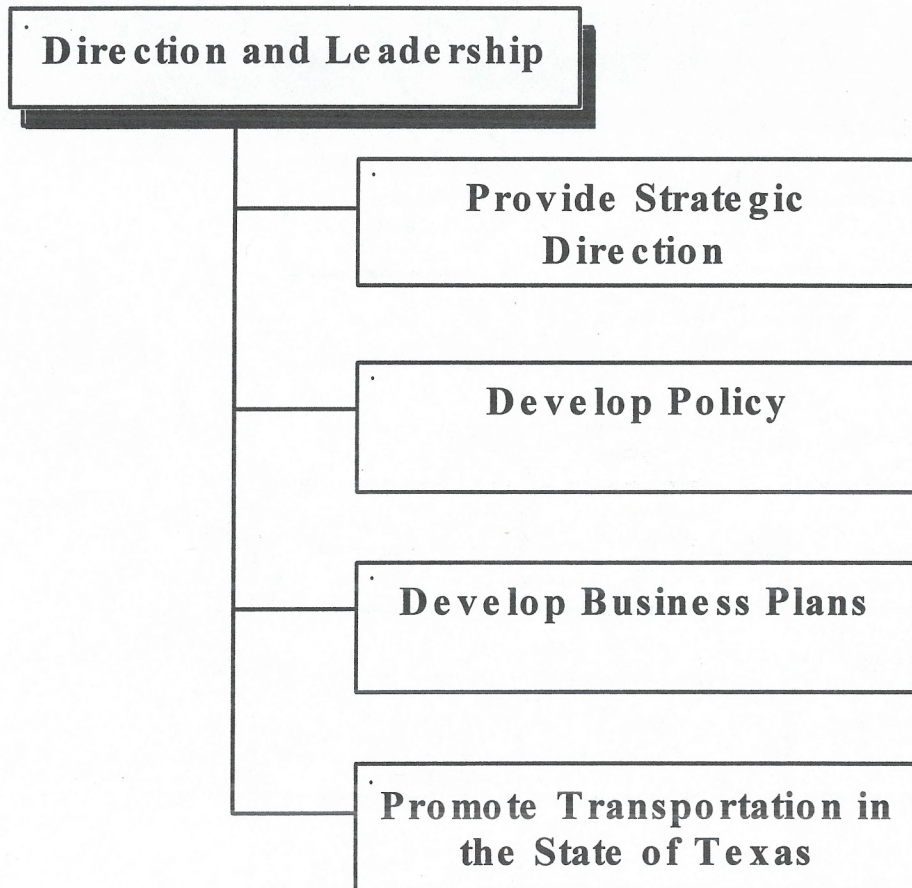 Direction and Leadership
Provide Strategic
Direction
Develop Policy
Develop Business Plans
Promote Transportation in
the State of Texas